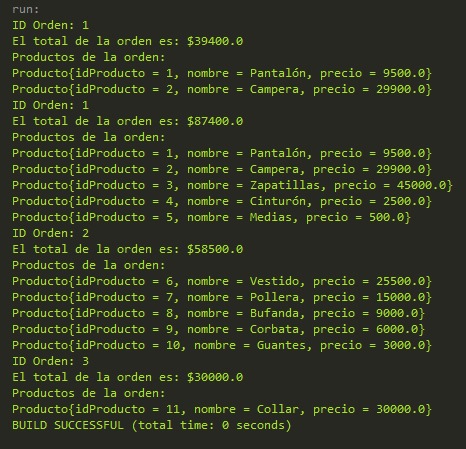 run:
ID Orden: 1
El total de la orden es: $39400.0
Productos de la orden:
Producto{idProducto = 1, nombre = Pantalón, precio = 9500.0}
Producto{idProducto = 2, nombre = Campera, precio = 29900.0}
ID Orden: 1
El total de la orden es: $87400.0
Productos de la orden:
Producto{idProducto = 1, nombre = Pantalón, precio = 9500.0}
Producto{idProducto = 2, nombre = Campera, precio = 29900.0}
Producto{idProducto = 3, nombre = Zapatillas, precio = 45000.0}
Producto{idProducto = 4, nombre = Cinturón, precio = 2500.0}
Producto{idProducto = 5, nombre = Medias, precio = 500.0}
ID Orden: 2
El total de la orden es: $58500.0
Productos de la orden:
Producto{idProducto = 6, nombre = Vestido, precio = 25500.0}
Producto{idProducto = 7, nombre = Pollera, precio = 15000.0}
Producto{idProducto = 8, nombre = Bufanda, precio = 9000.0}
Producto{idProducto = 9, nombre = Corbata, precio = 6000.0}
Producto{idProducto = 10, nombre = Guantes, precio = 3000.0}
ID Orden: 3
El total de la orden es: $30000.0
Productos de la orden:
Producto{idProducto = 11, nombre = Collar, precio = 30000.0}
BUILD SUCCESSFUL (total time: 0 seconds)